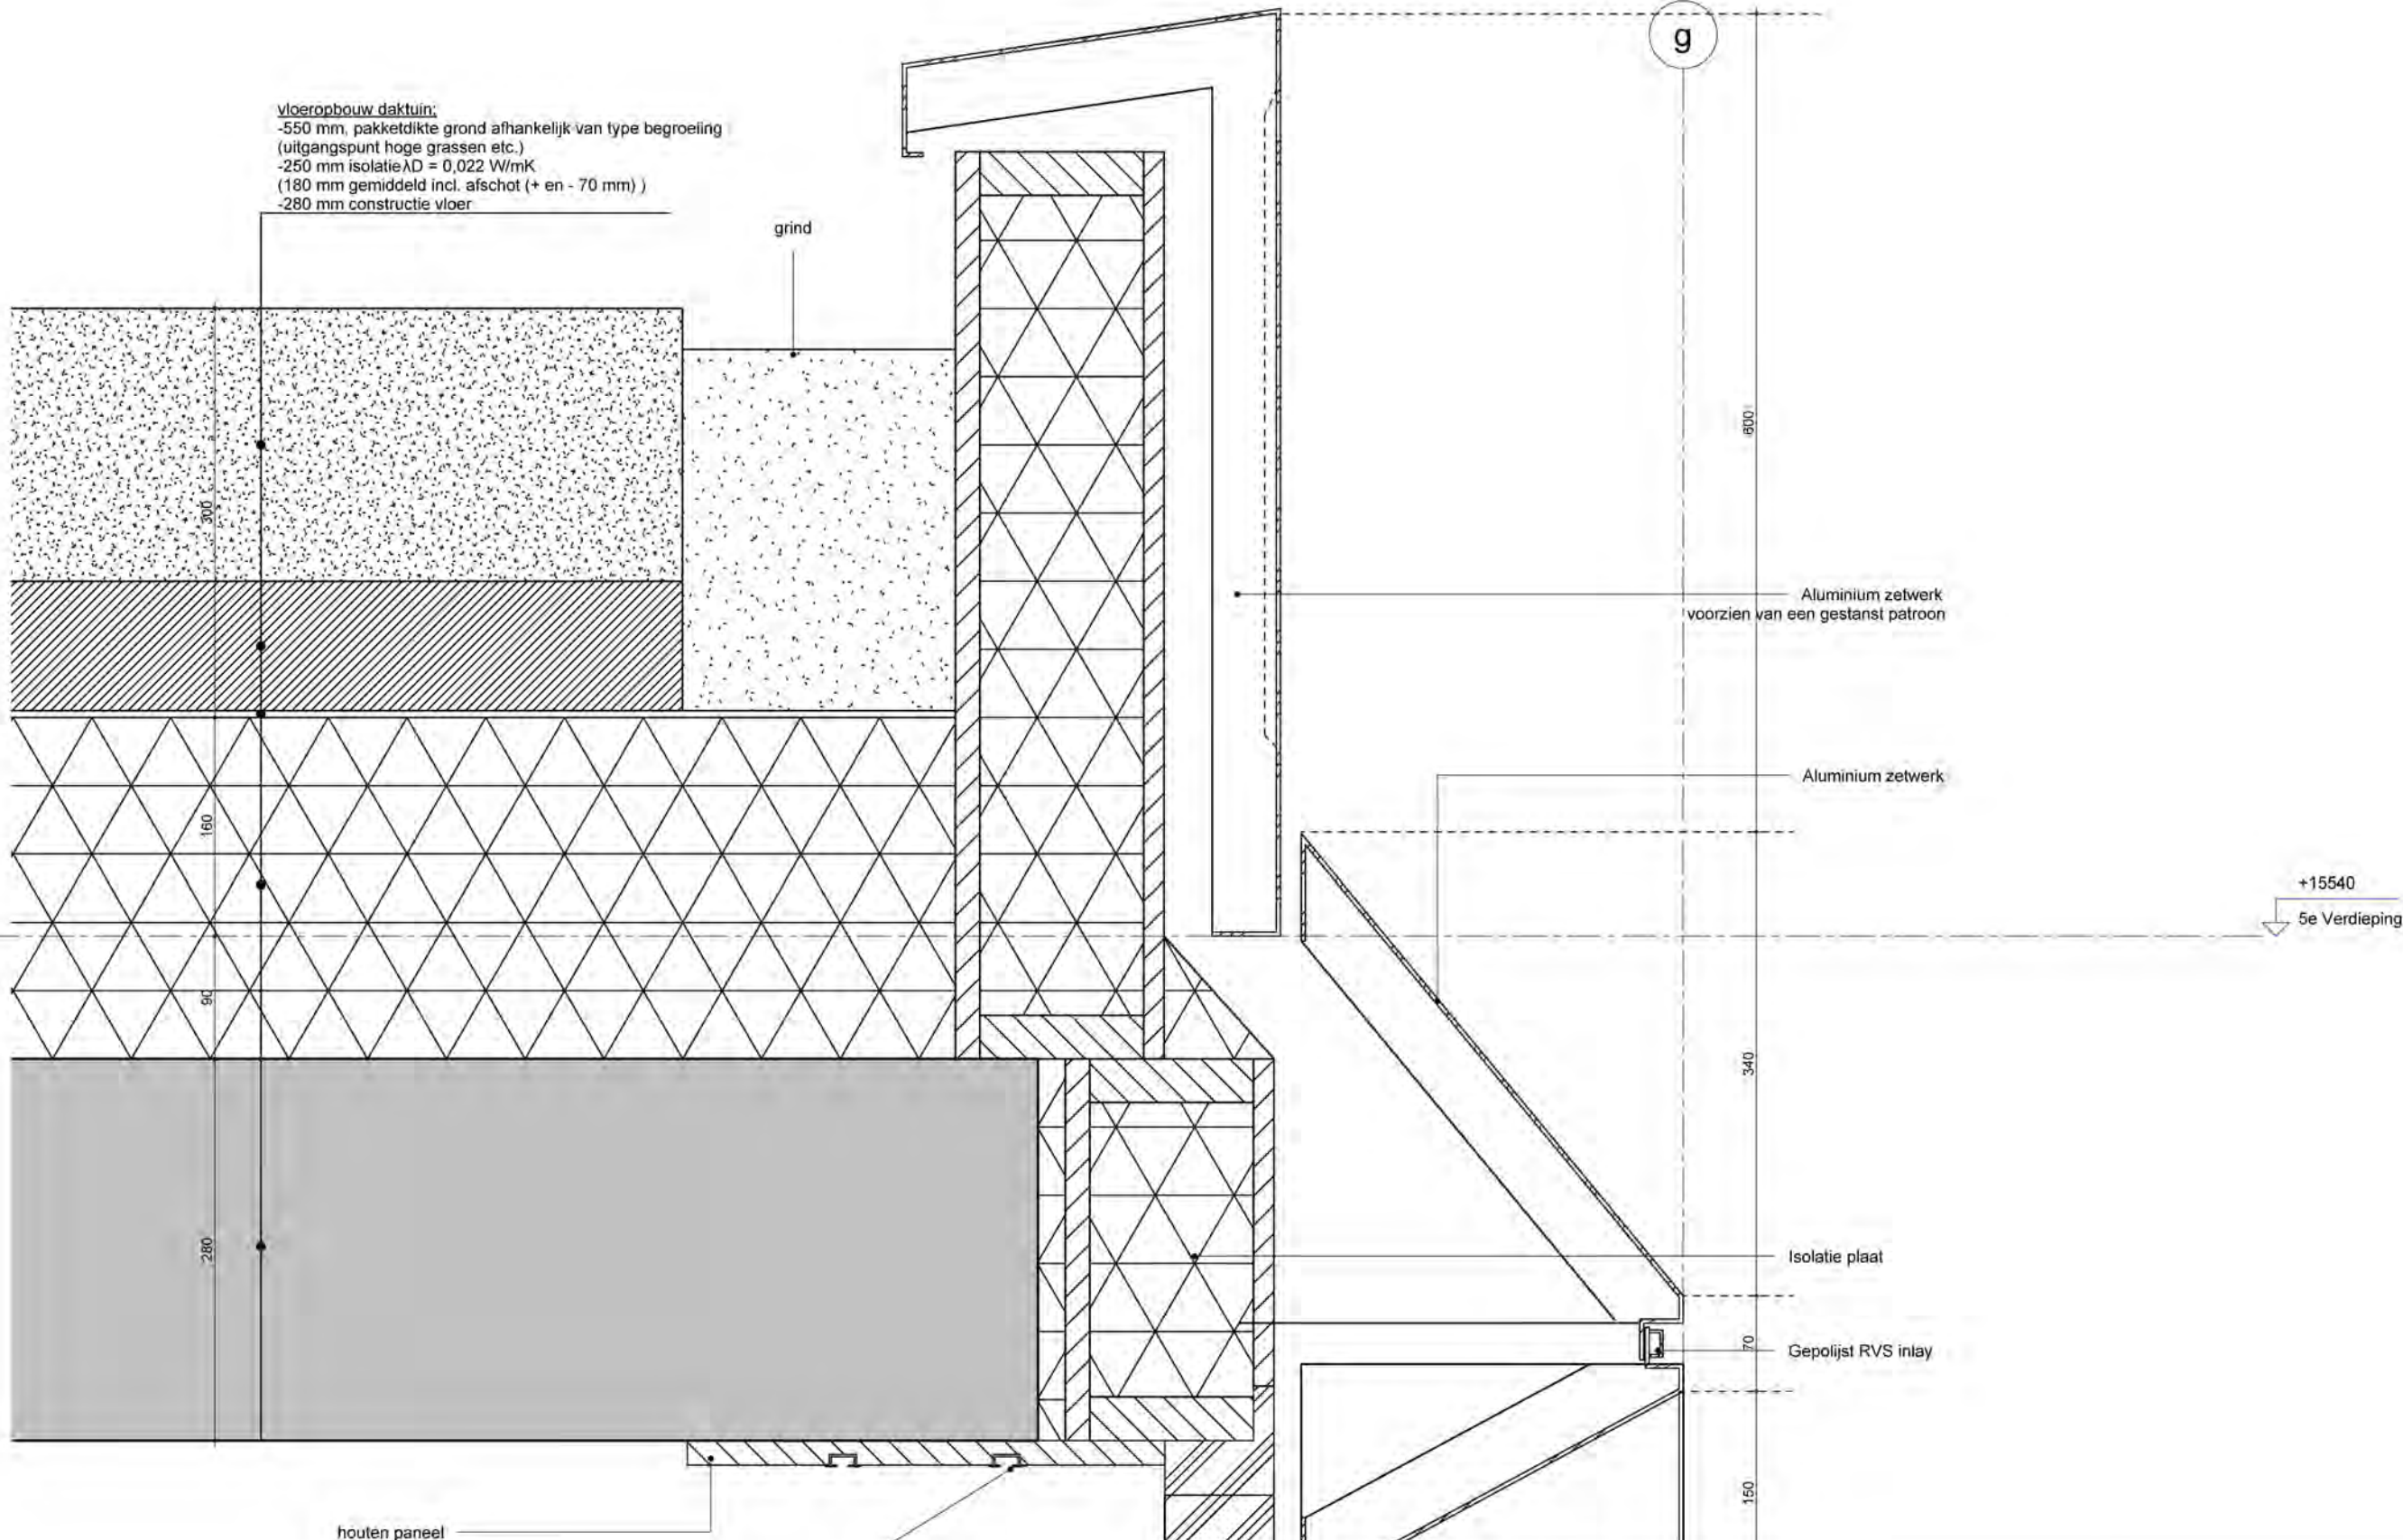 g
vloeropbouw daktuin;
-550 mm, pakketdikte grond afhankelijk van type begroeiing
(uitgangspunt hoge grassen etc.)
-250 mm isolatie λD = 0,022 W/mK
(180 mm gemiddeld incl. afschot (+ en - 70 mm) )
-280 mm constructie vloer
grind
600
300
Aluminium zetwerk
voorzien van een gestanst patroon
Aluminium zetwerk
160
+15540
5e Verdieping
90
340
280
Isolatie plaat
70
Gepolijst RVS inlay
150
houten paneel